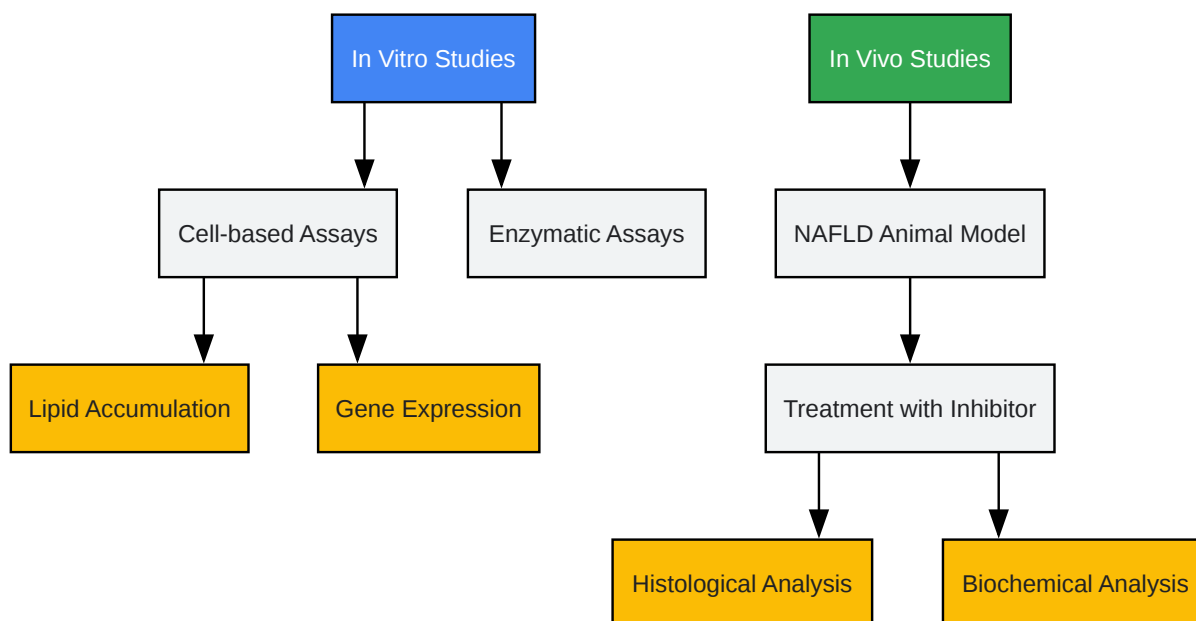 In Vitro Studies
In Vivo Studies
Cell-based Assays
Enzymatic Assays
NAFLD Animal Model
Lipid Accumulation
Gene Expression
Treatment with Inhibitor
Histological Analysis
Biochemical Analysis